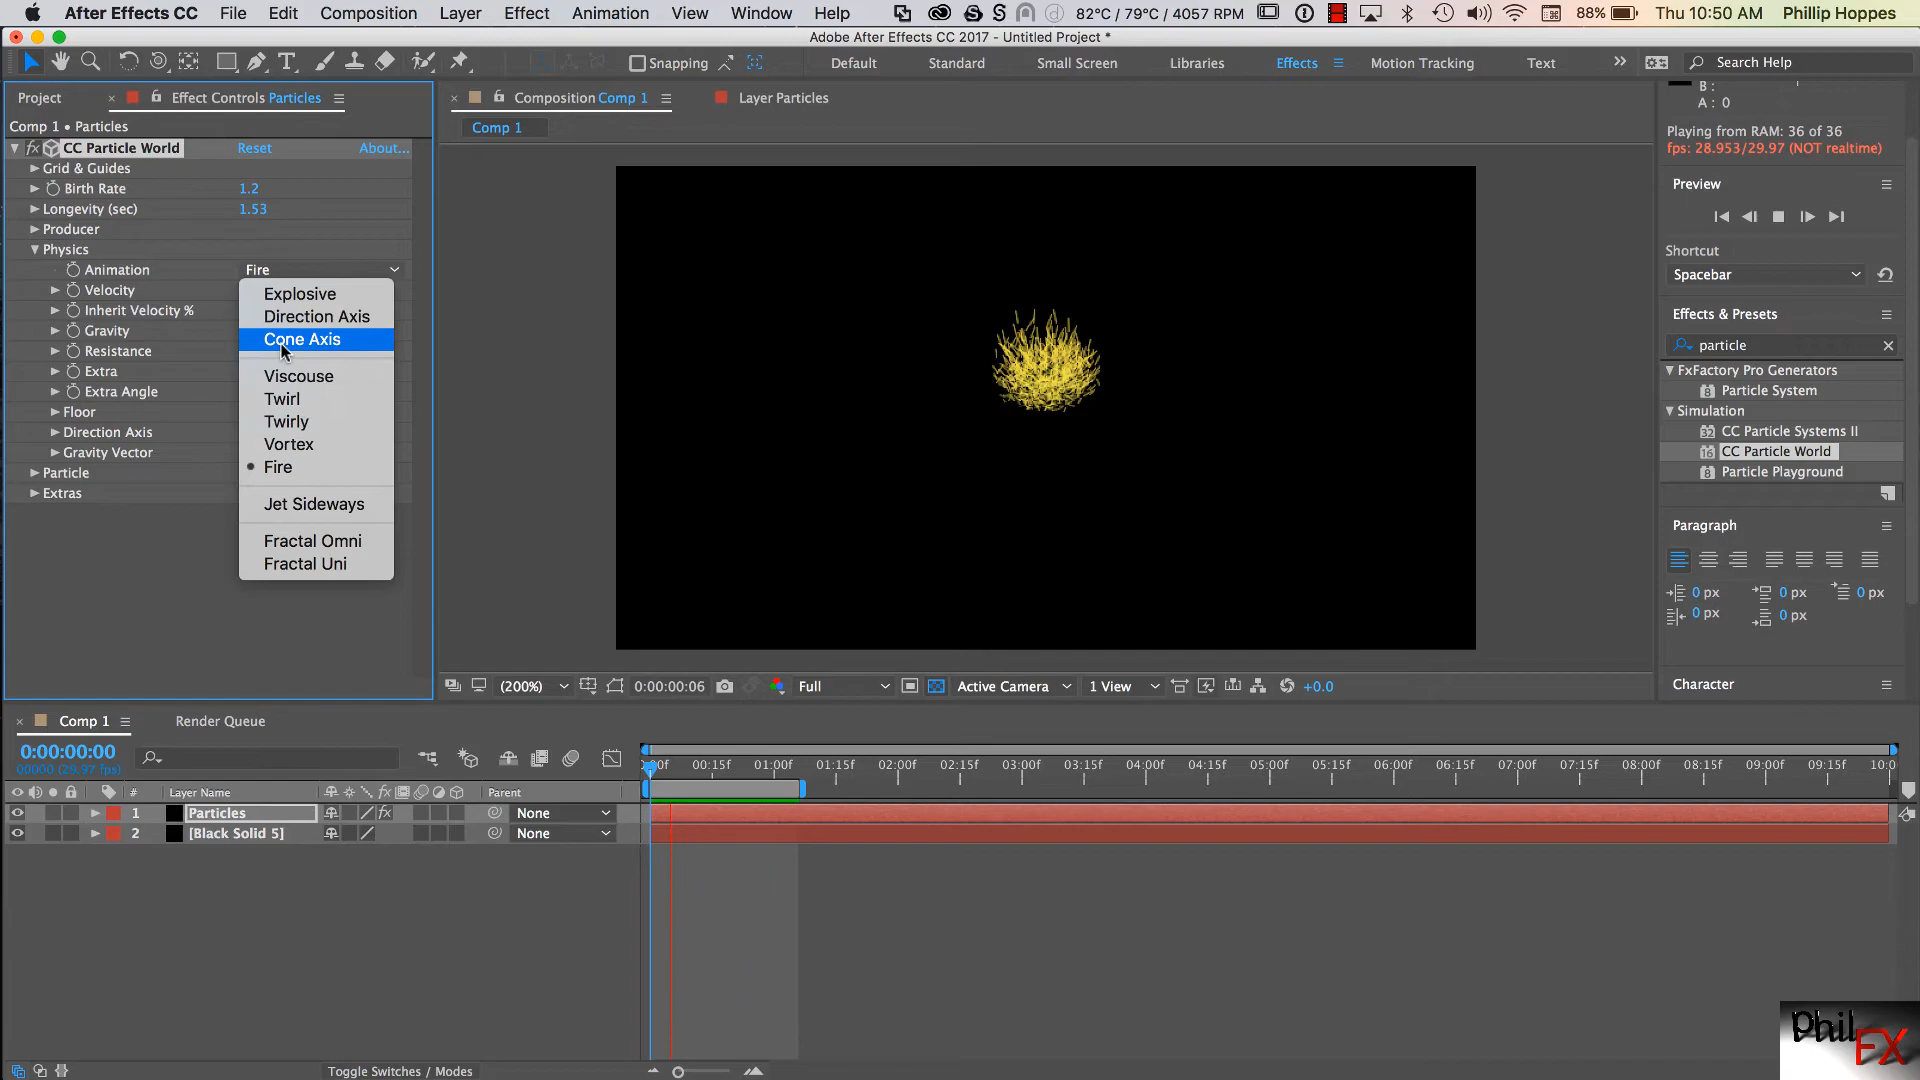 After Effects CC File Edit Composition Layer Effect Animation View Window Help 82°C / 79°C / 4057 RPM 88% Thu 10:50 AM Phillip Hoppes
Adobe After Effects CC 2017 - Untitled Project *
Snapping Default Standard Small Screen Libraries Effects Motion Tracking Text Search Help
Project Effect Controls Particles
Comp 1 • Particles
fx CC Particle World Reset About...
Grid & Guides
Birth Rate 1.2
Longevity (sec) 1.53
Producer
Physics
Animation Fire
Velocity
Inherit Velocity %
Gravity
Resistance
Extra
Extra Angle
Floor
Direction Axis
Gravity Vector
Particle
Extras
Explosive
Direction Axis
Cone Axis
Viscouse
Twirl
Twirly
Vortex
Fire
Jet Sideways
Fractal Omni
Fractal Uni
Composition Comp 1 Layer Particles
Comp 1
(200%) 0:00:00:06 Full Active Camera 1 View +0.0
B :
A : 0
Playing from RAM: 36 of 36
fps: 28.953/29.97 (NOT realtime)
Preview
Shortcut
Spacebar
Effects & Presets
particle
FxFactory Pro Generators
Particle System
Simulation
CC Particle Systems II
CC Particle World
Particle Playground
Paragraph
0 px 0 px 0 px
0 px 0 px
Character
Comp 1 Render Queue
0:00:00:00
00000 (29.97 fps)
# Layer Name Parent
1 Particles None
2 [Black Solid 5] None
00:15f 01:00f 01:15f 02:00f 02:15f 03:00f 03:15f 04:00f 04:15f 05:00f 05:15f 06:00f 06:15f 07:00f 07:15f 08:00f 08:15f 09:00f 09:15f 10:0
Toggle Switches / Modes
Phil
FX